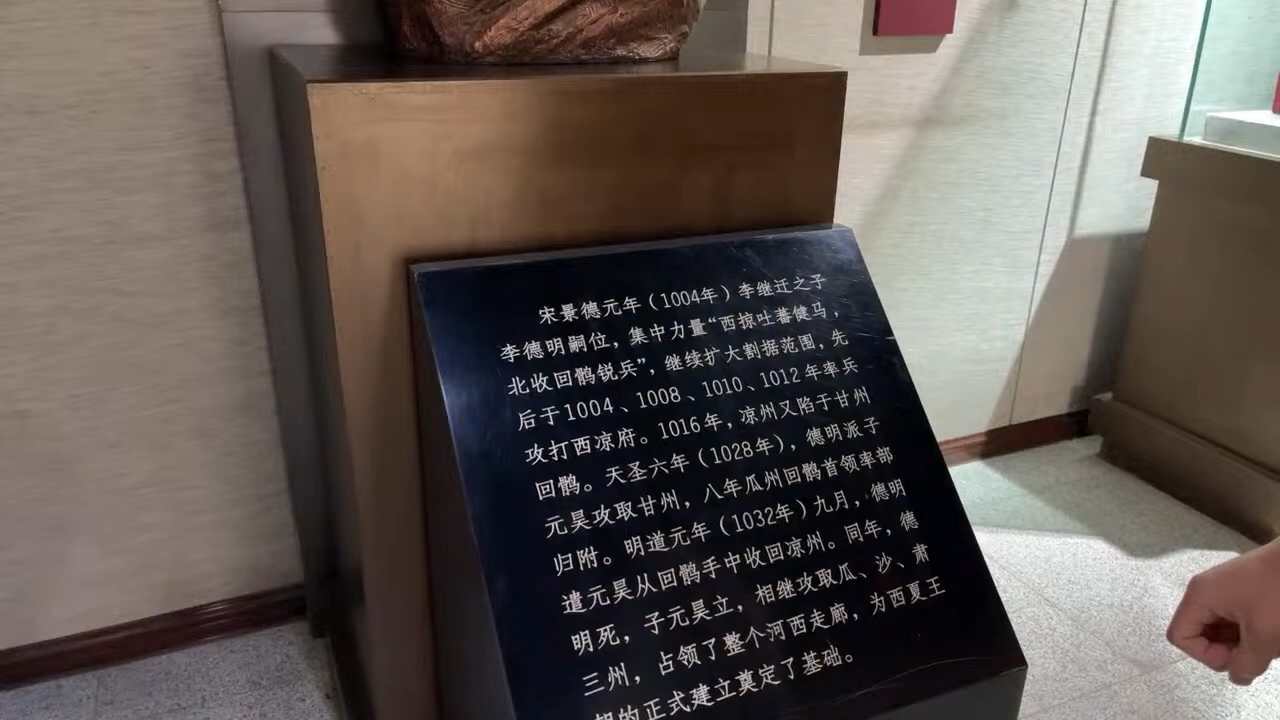 宋景德元年（1004年）李继迁之子
李德明嗣位，集中力量“西掠吐蕃健马，
北收回鹘锐兵”，继续扩大割据范围，先
后于1004、1008、1010、1012年率兵
攻打西凉府。1016年，凉州又陷于甘州
回鹘。天圣六年（1028年），德明派子
元昊攻取甘州，八年瓜州回鹘首领率部
归附。明道元年（1032年）九月，德明
遣元昊从回鹘手中收回凉州。同年，德
明死，子元昊立，相继攻取瓜、沙、肃
三州，占领了整个河西走廊，为西夏王
朝的正式建立奠定了基础。